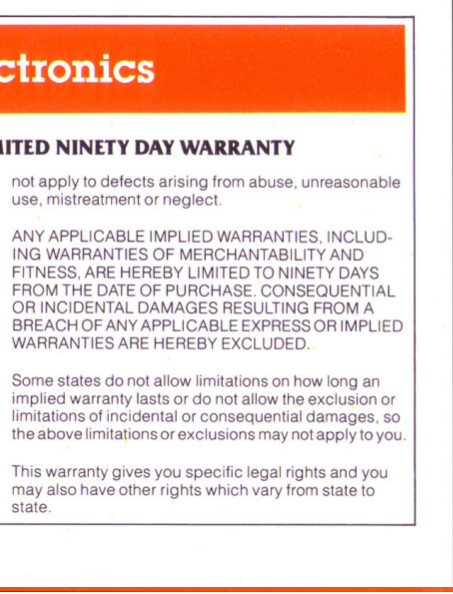 ctronics
MITED NINETY DAY WARRANTY
not apply to defects arising from abuse, unreasonable
use, mistreatment or neglect.
ANY APPLICABLE IMPLIED WARRANTIES, INCLUD-
ING WARRANTIES OF MERCHANTABILITY AND
FITNESS, ARE HEREBY LIMITED TO NINETY DAYS
FROM THE DATE OF PURCHASE. CONSEQUENTIAL
OR INCIDENTAL DAMAGES RESULTING FROM A
BREACH OF ANY APPLICABLE EXPRESS OR IMPLIED
WARRANTIES ARE HEREBY EXCLUDED.
Some states do not allow limitations on how long an
implied warranty lasts or do not allow the exclusion or
limitations of incidental or consequential damages, so
the above limitations or exclusions may not apply to you.
This warranty gives you specific legal rights and you
may also have other rights which vary from state to
state.